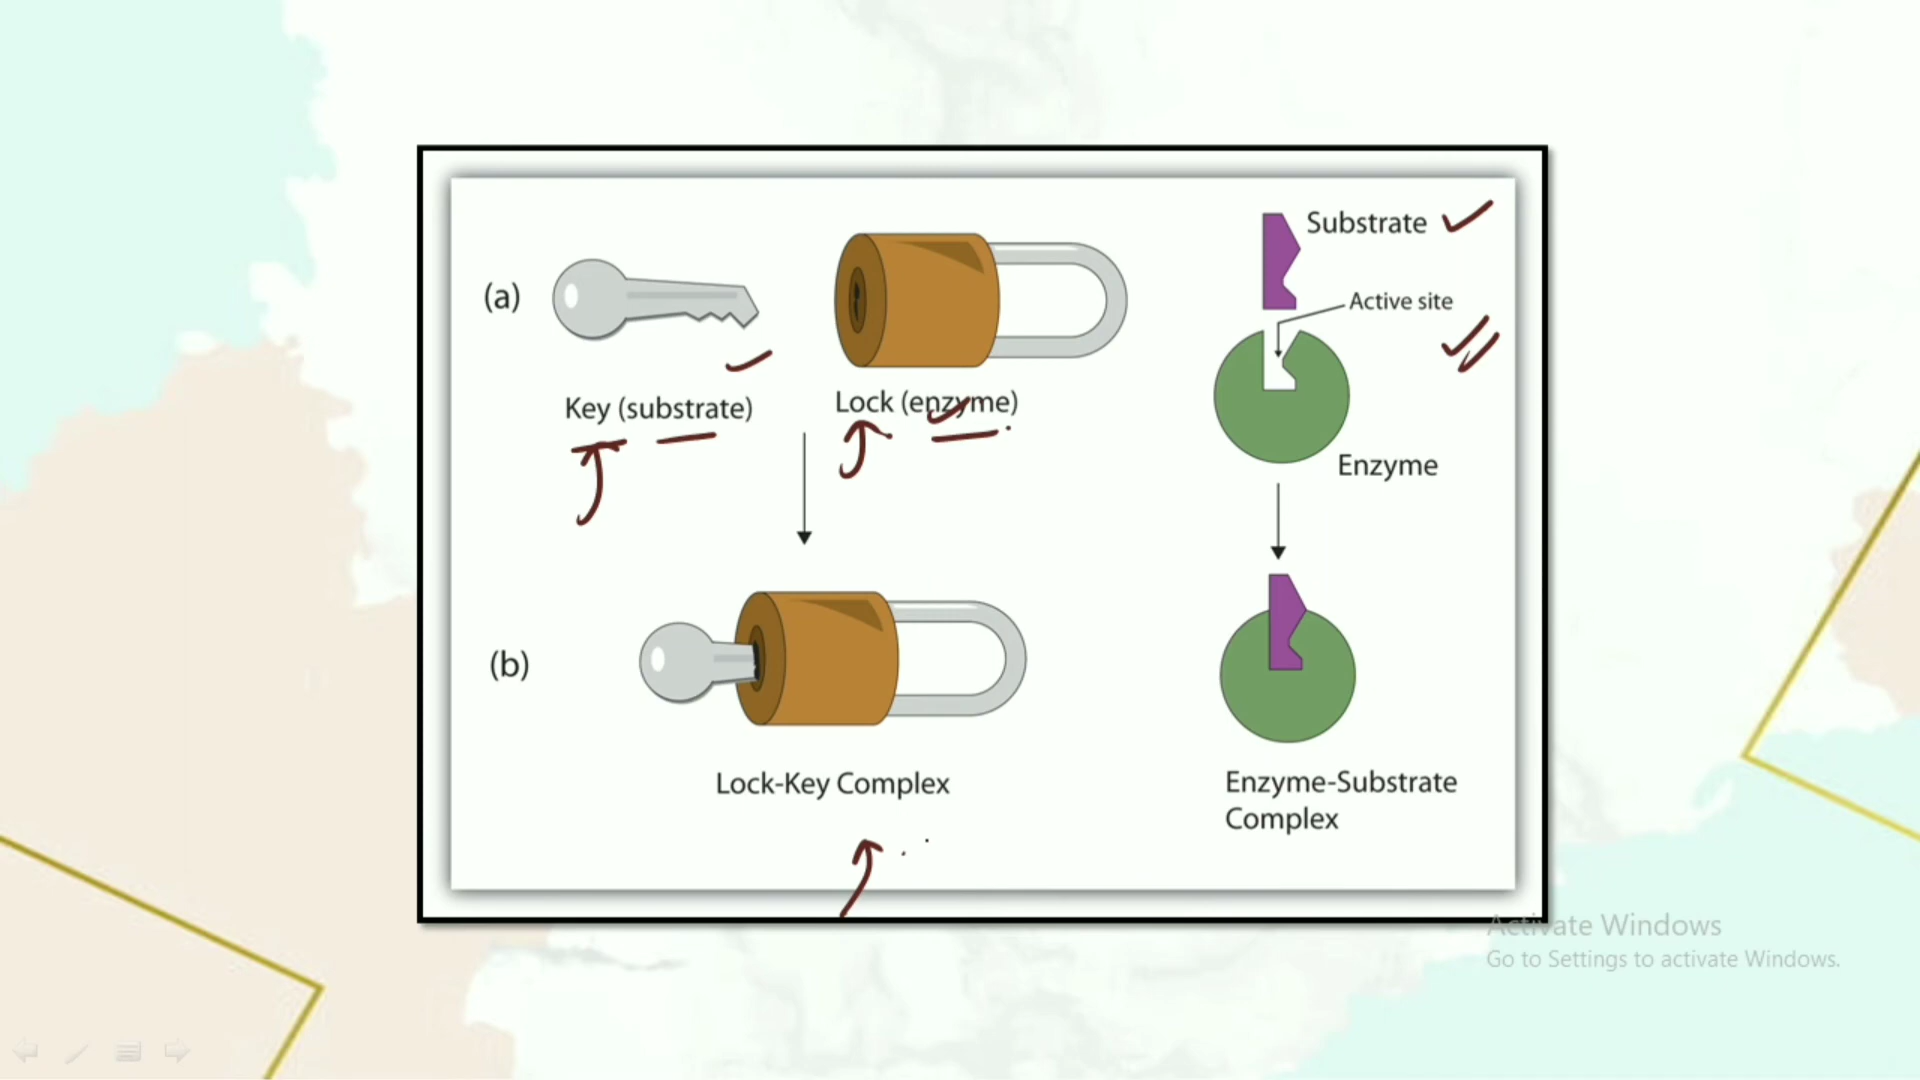 (a)
Key (substrate)
Lock (enzyme)
Substrate
Active site
Enzyme
(b)
Lock-Key Complex
Enzyme-Substrate
Complex
Activate Windows
Go to Settings to activate Windows.